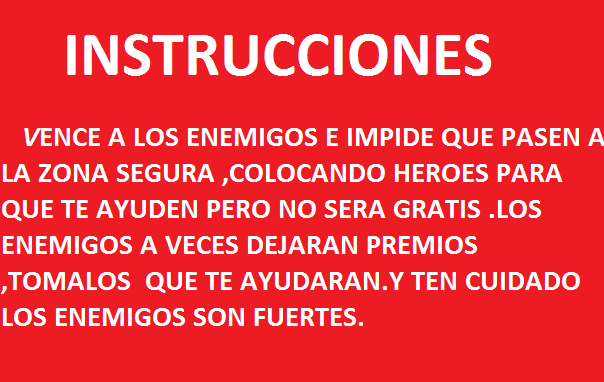 INSTRUCCIONES
VENCE A LOS ENEMIGOS E IMPIDE QUE PASEN A
LA ZONA SEGURA ,COLOCANDO HEROES PARA
QUE TE AYUDEN PERO NO SERA GRATIS .LOS
ENEMIGOS A VECES DEJARAN PREMIOS
,TOMALOS  QUE TE AYUDARAN.Y TEN CUIDADO
LOS ENEMIGOS SON FUERTES.